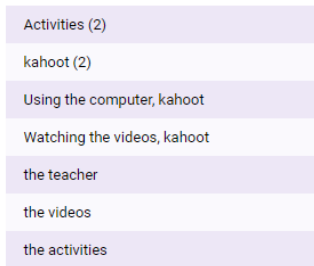 Activities (2)
kahoot (2)
Using the computer, kahoot
Watching the videos, kahoot
the teacher
the videos
the activities